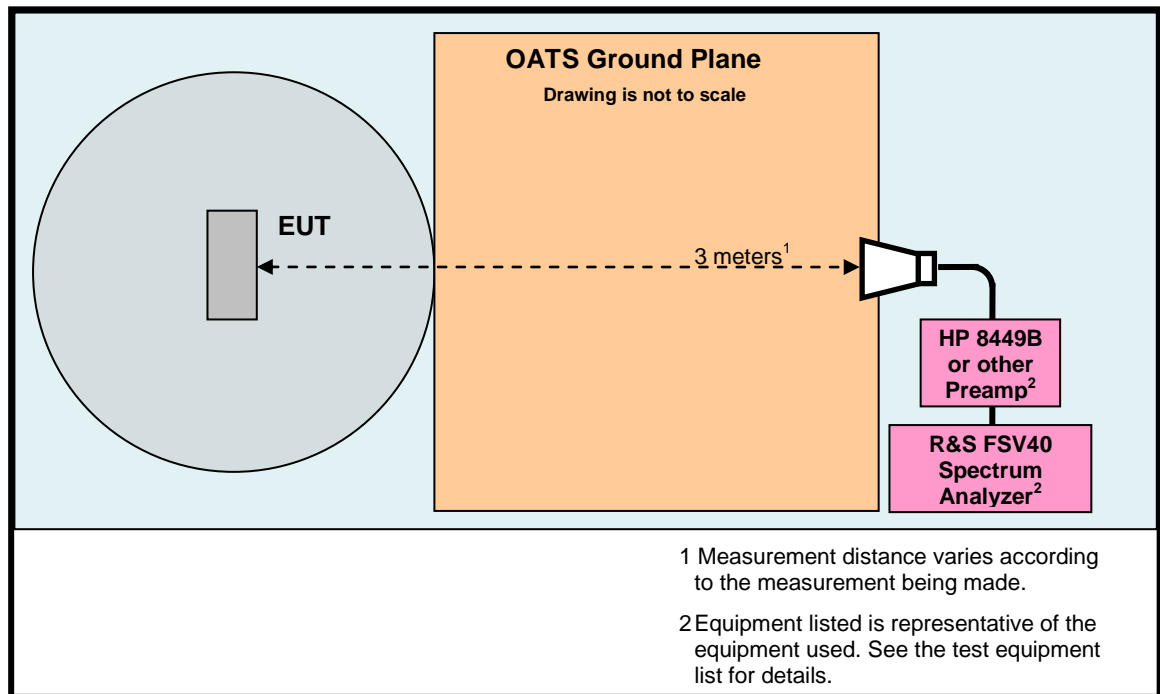 OATS Ground Plane
Drawing is not to scale
EUT
3 meters1
HP 8449B
or other
Preamp2
R&S FSV40
Spectrum
Analyzer2
1 Measurement distance varies according
to the measurement being made.
2 Equipment listed is representative of the
equipment used. See the test equipment
list for details.